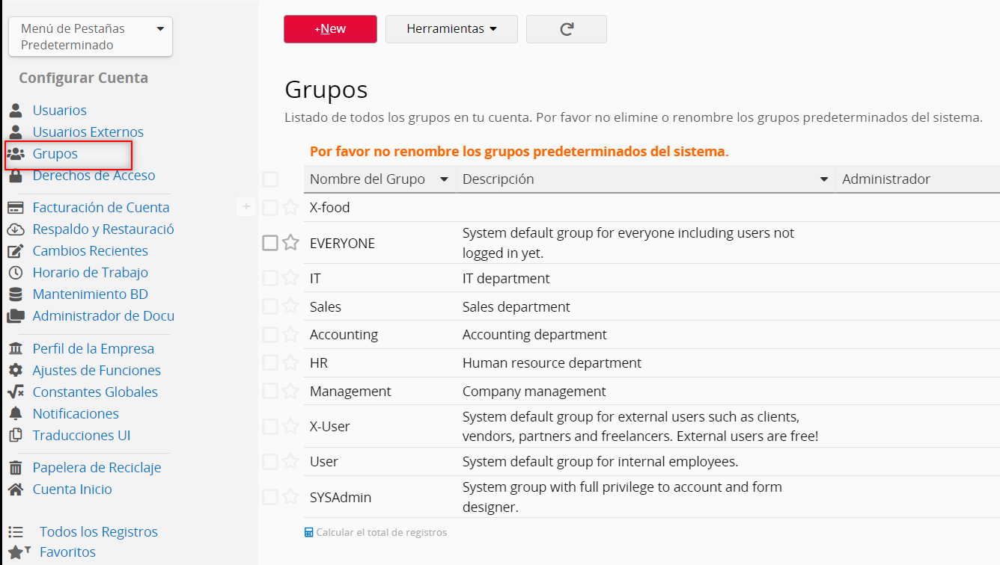 Menú de Pestañas
Predeterminado
Configurar Cuenta
Usuarios
Usuarios Externos
Grupos
Derechos de Acceso
Facturación de Cuenta
Respaldo y Restauració
Cambios Recientes
Horario de Trabajo
Mantenimiento BD
Administrador de Docu
Perfil de la Empresa
Ajustes de Funciones
Constantes Globales
Notificaciones
Traducciones UI
Papelera de Reciclaje
Cuenta Inicio
Todos los Registros
Favoritos
+New
Herramientas
Grupos
Listado de todos los grupos en tu cuenta. Por favor no elimine o renombre los grupos predeterminados del sistema.
Por favor no renombre los grupos predeterminados del sistema.
Nombre del Grupo Descripción Administrador
X-food
EVERYONE System default group for everyone including users not
logged in yet.
IT IT department
Sales Sales department
Accounting Accounting department
HR Human resource department
Management Company management
X-User System default group for external users such as clients,
vendors, partners and freelancers. External users are free!
User System default group for internal employees.
SYSAdmin System group with full privilege to account and form
designer.
Calcular el total de registros